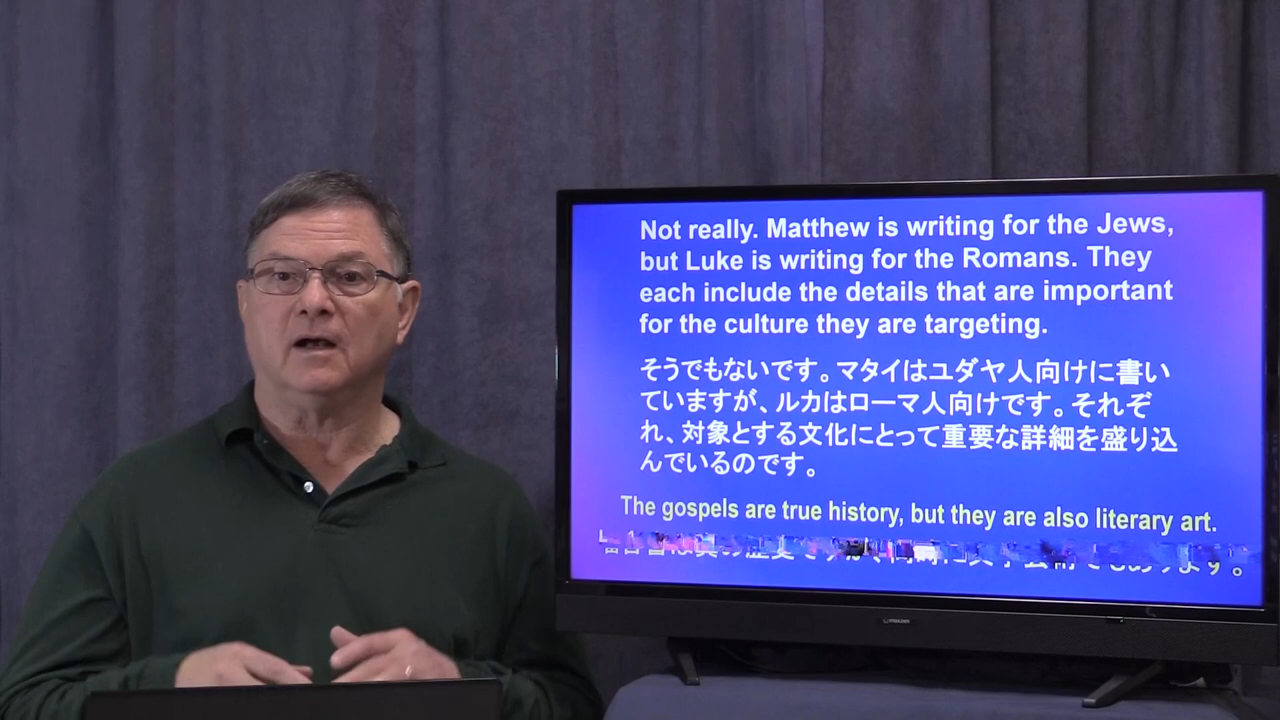 Not really. Matthew is writing for the Jews,
but Luke is writing for the Romans. They
each include the details that are important
for the culture they are targeting.
そうでもないです。マタイはユダヤ人向けに書い
ていますが、ルカはローマ人向けです。それぞ
れ、対象とする文化にとって重要な詳細を盛り込
んでいるのです。
The gospels are true history, but they are also literary art.